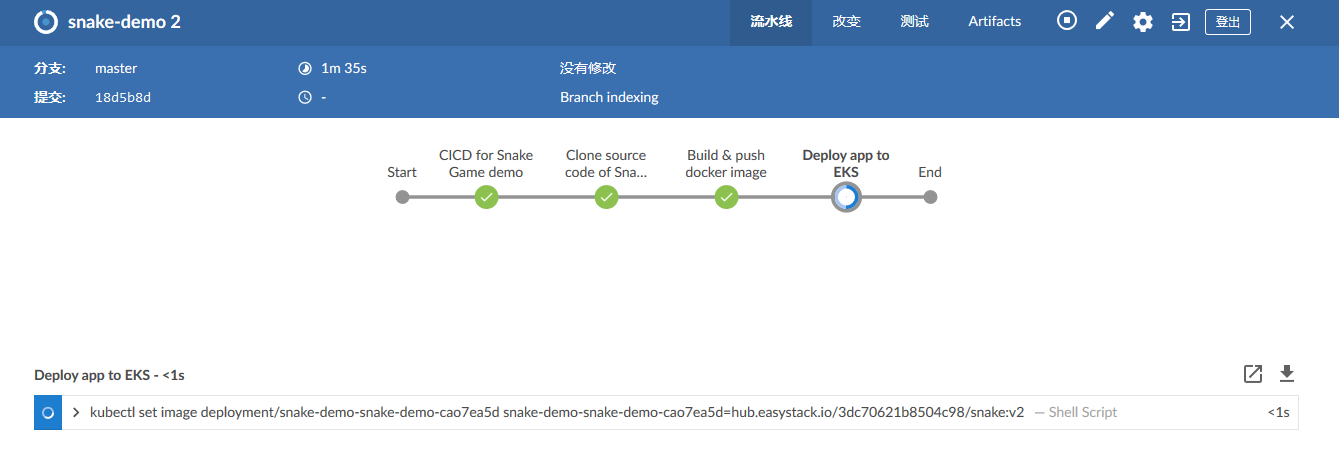 snake-demo 2
流水线 改变 测试 Artifacts 登出
分支: master 1m 35s 没有修改
提交: 18d5b8d - Branch indexing
Start
CICD for Snake
Game demo
Clone source
code of Sna...
Build & push
docker image
Deploy app to
EKS
End
Deploy app to EKS - <1s
kubectl set image deployment/snake-demo-snake-demo-cao7ea5d snake-demo-snake-demo-cao7ea5d=hub.easystack.io/3dc70621b8504c98/snake:v2 — Shell Script <1s